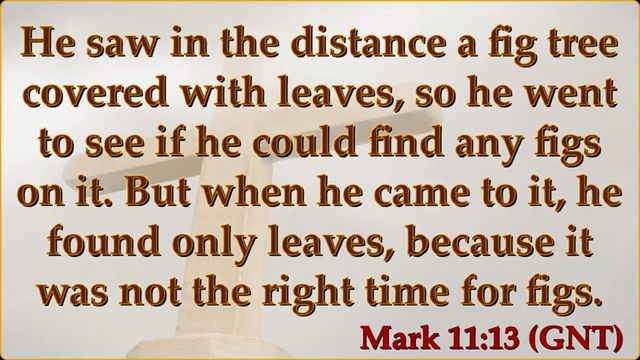 He saw in the distance a fig tree
covered with leaves, so he went
to see if he could find any figs
on it. But when he came to it, he
found only leaves, because it
was not the right time for figs.
Mark 11:13 (GNT)